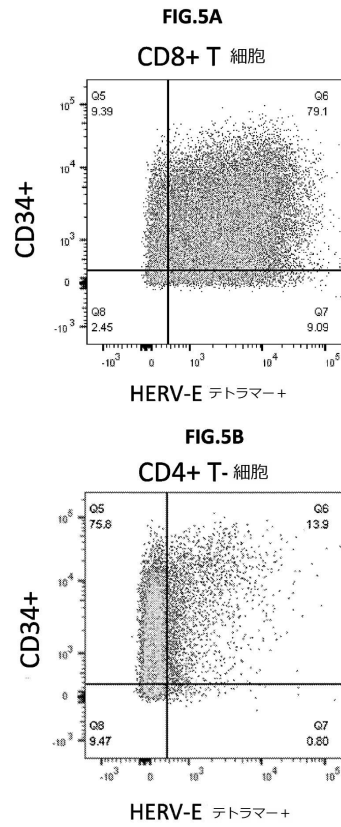 FIG.5A
CD8+ T 細胞
Q5
9.39
Q6
79.1
10⁵
10⁴
10³
0
-10³
CD34+
Q8
2.45
Q7
9.09
-10³ 0 10³ 10⁴ 10⁵
HERV-E テトラマー+
FIG.5B
CD4+ T- 細胞
Q5
75.8
Q6
13.9
10⁵
10⁴
10³
0
-10³
CD34+
Q8
9.47
Q7
0.80
-10³ 0 10³ 10⁴ 10⁵
HERV-E テトラマー+